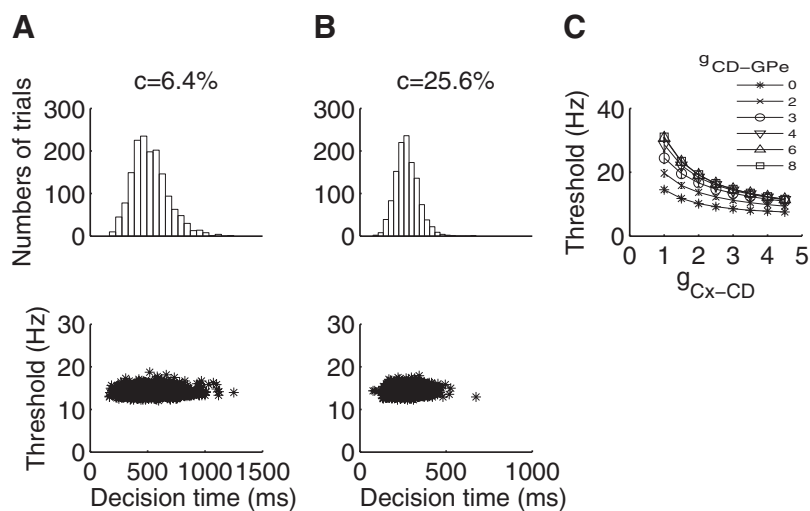 A
B
C
c=6.4%
c=25.6%
g CD–GPe
0
2
3
4
6
8
Numbers of trials
300
200
100
0
300
200
100
0
Threshold (Hz)
40
20
0
0 1 2 3 4 5
g Cx–CD
Threshold (Hz)
30
20
10
0
0 500 1000 1500
Decision time (ms)
30
20
10
0
0 500 1000
Decision time (ms)